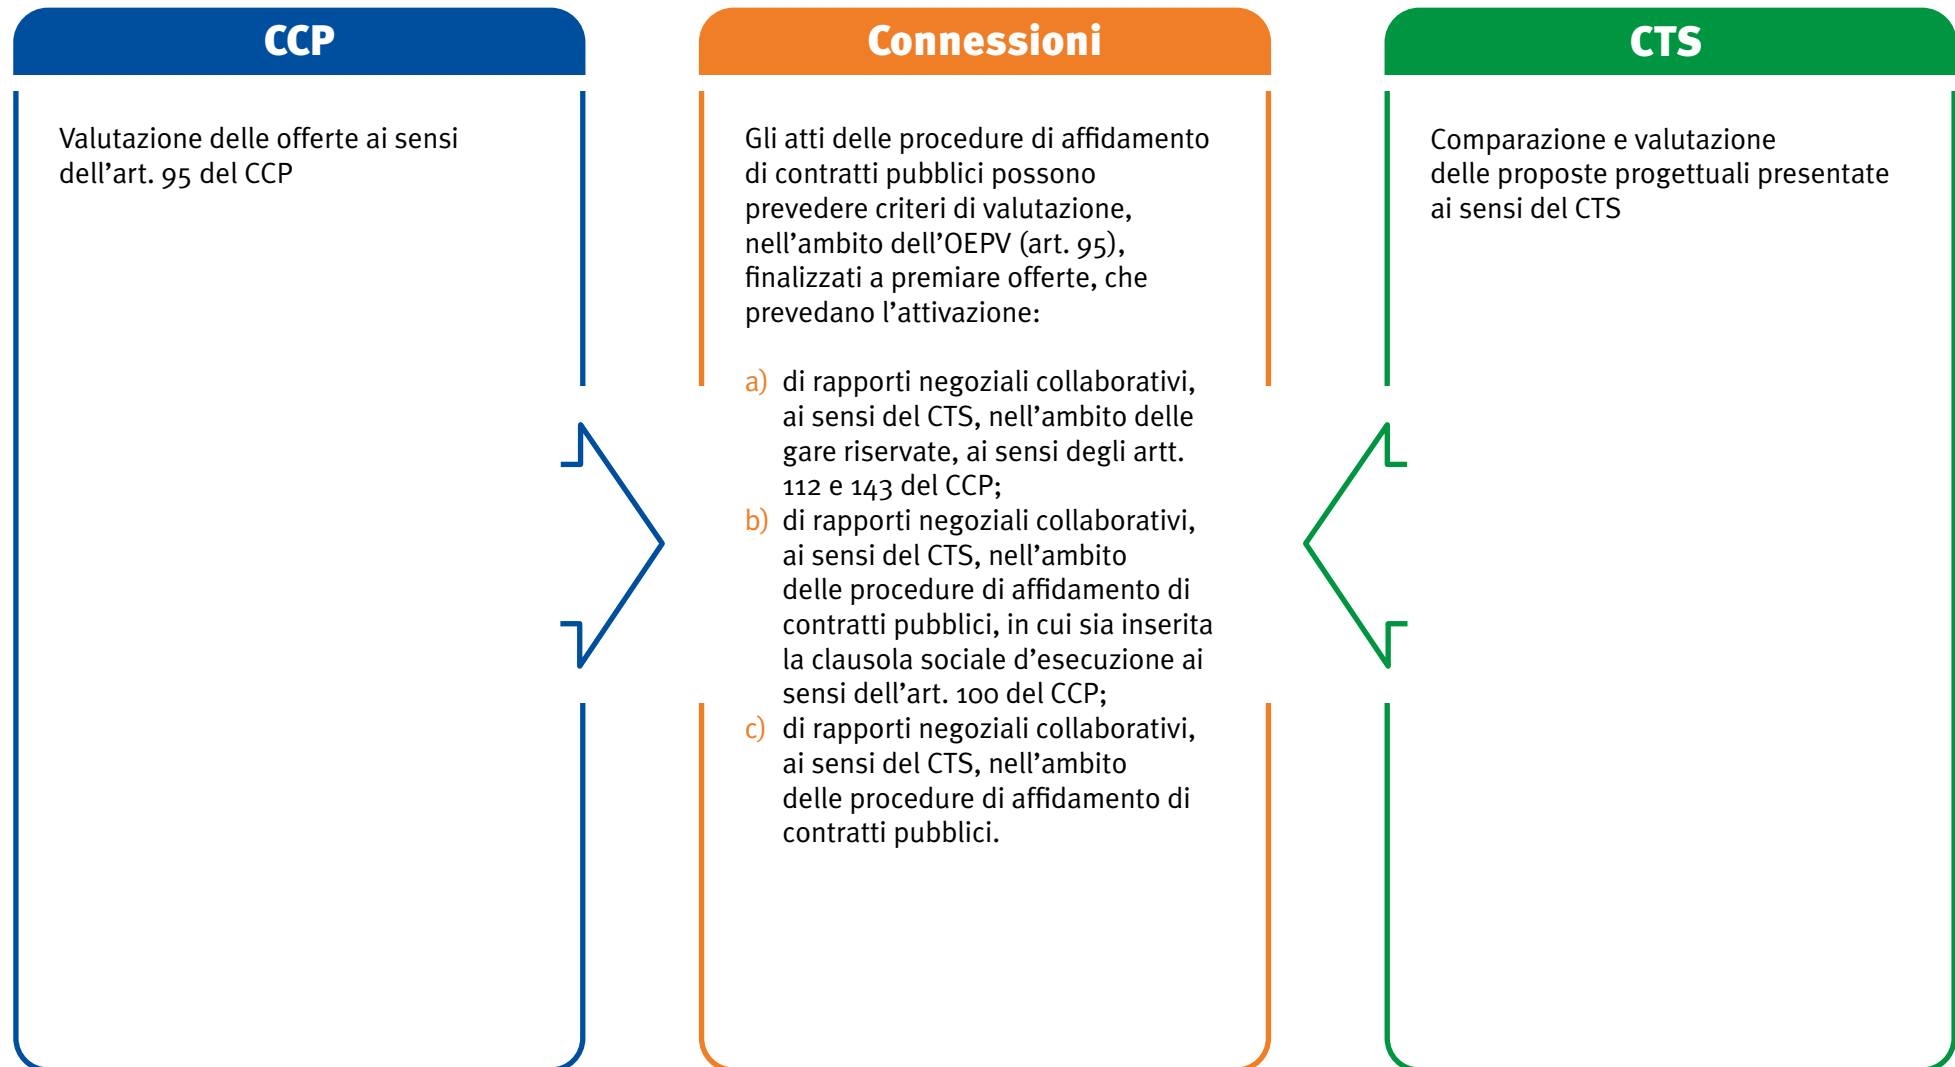 CCP
Valutazione delle offerte ai sensi
dell’art. 95 del CCP
Connessioni
Gli atti delle procedure di affidamento
di contratti pubblici possono
prevedere criteri di valutazione,
nell’ambito dell’OEPV (art. 95),
finalizzati a premiare offerte, che
prevedano l’attivazione:
a) di rapporti negoziali collaborativi,
ai sensi del CTS, nell’ambito delle
gare riservate, ai sensi degli artt.
112 e 143 del CCP;
b) di rapporti negoziali collaborativi,
ai sensi del CTS, nell’ambito
delle procedure di affidamento di
contratti pubblici, in cui sia inserita
la clausola sociale d’esecuzione ai
sensi dell’art. 100 del CCP;
c) di rapporti negoziali collaborativi,
ai sensi del CTS, nell’ambito
delle procedure di affidamento di
contratti pubblici.
CTS
Comparazione e valutazione
delle proposte progettuali presentate
ai sensi del CTS